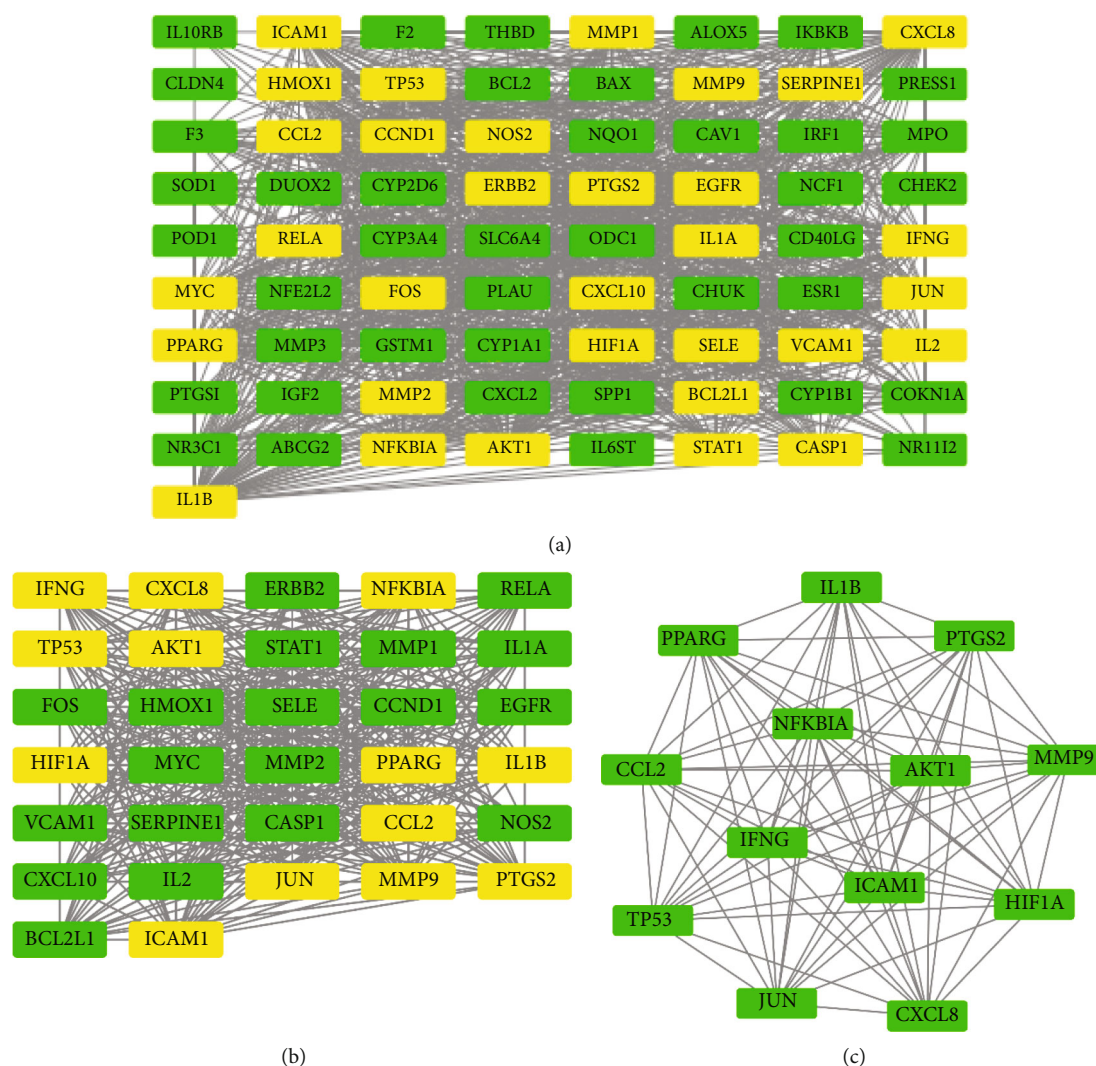 IL10RB ICAM1 F2 THBD MMP1 ALOX5 IKBKB CXCL8
CLDN4 HMOX1 TP53 BCL2 BAX MMP9 SERPINE1 PRESS1
F3 CCL2 CCND1 NOS2 NQO1 CAV1 IRF1 MPO
SOD1 DUOX2 CYP2D6 ERBB2 PTGS2 EGFR NCF1 CHEK2
POD1 RELA CYP3A4 SLC6A4 ODC1 IL1A CD40LG IFNG
MYC NFE2L2 FOS PLAU CXCL10 CHUK ESR1 JUN
PPARG MMP3 GSTM1 CYP1A1 HIF1A SELE VCAM1 IL2
PTGSI IGF2 MMP2 CXCL2 SPP1 BCL2L1 CYP1B1 COKN1A
NR3C1 ABCG2 NFKBIA AKT1 IL6ST STAT1 CASP1 NR11I2
IL1B
(a)
IFNG CXCL8 ERBB2 NFKBIA RELA
TP53 AKT1 STAT1 MMP1 IL1A
FOS HMOX1 SELE CCND1 EGFR
HIF1A MYC MMP2 PPARG IL1B
VCAM1 SERPINE1 CASP1 CCL2 NOS2
CXCL10 IL2 JUN MMP9 PTGS2
BCL2L1 ICAM1
(b)
IL1B
PPARG PTGS2
NFKBIA
CCL2 AKT1 MMP9
IFNG
ICAM1
TP53 HIF1A
JUN CXCL8
(c)